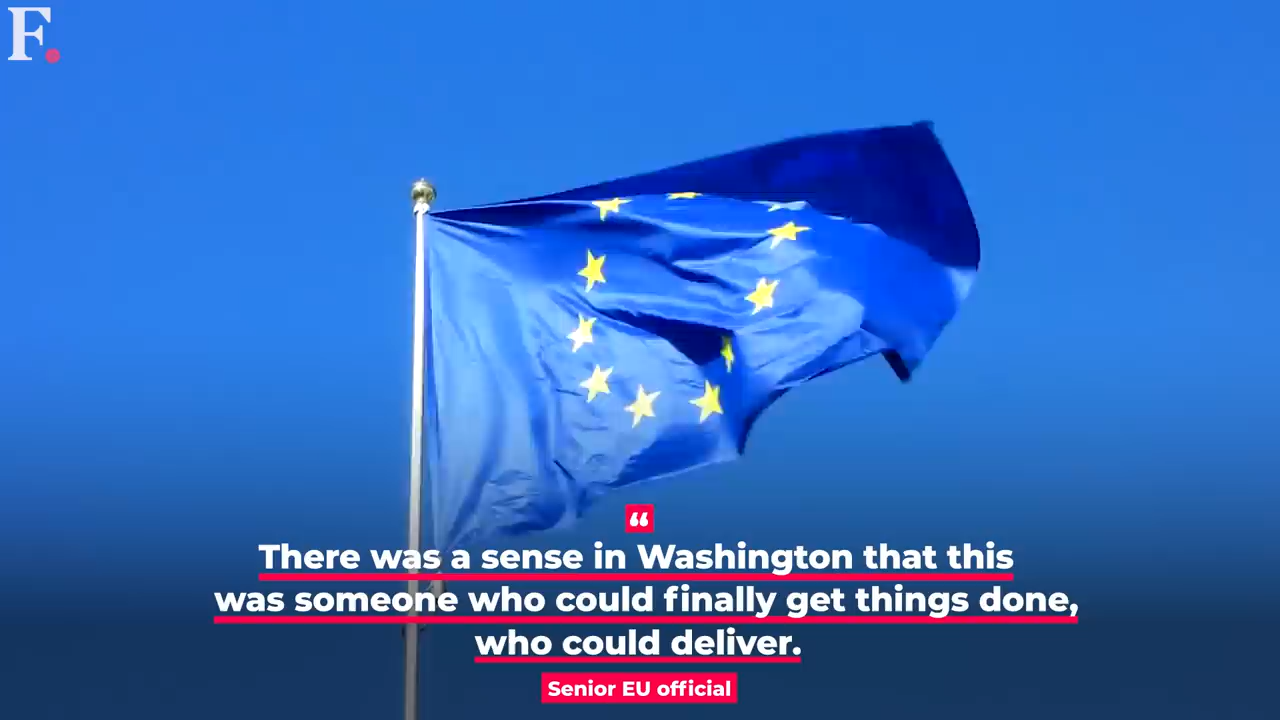 F.
“
There was a sense in Washington that this
was someone who could finally get things done,
who could deliver.
Senior EU official